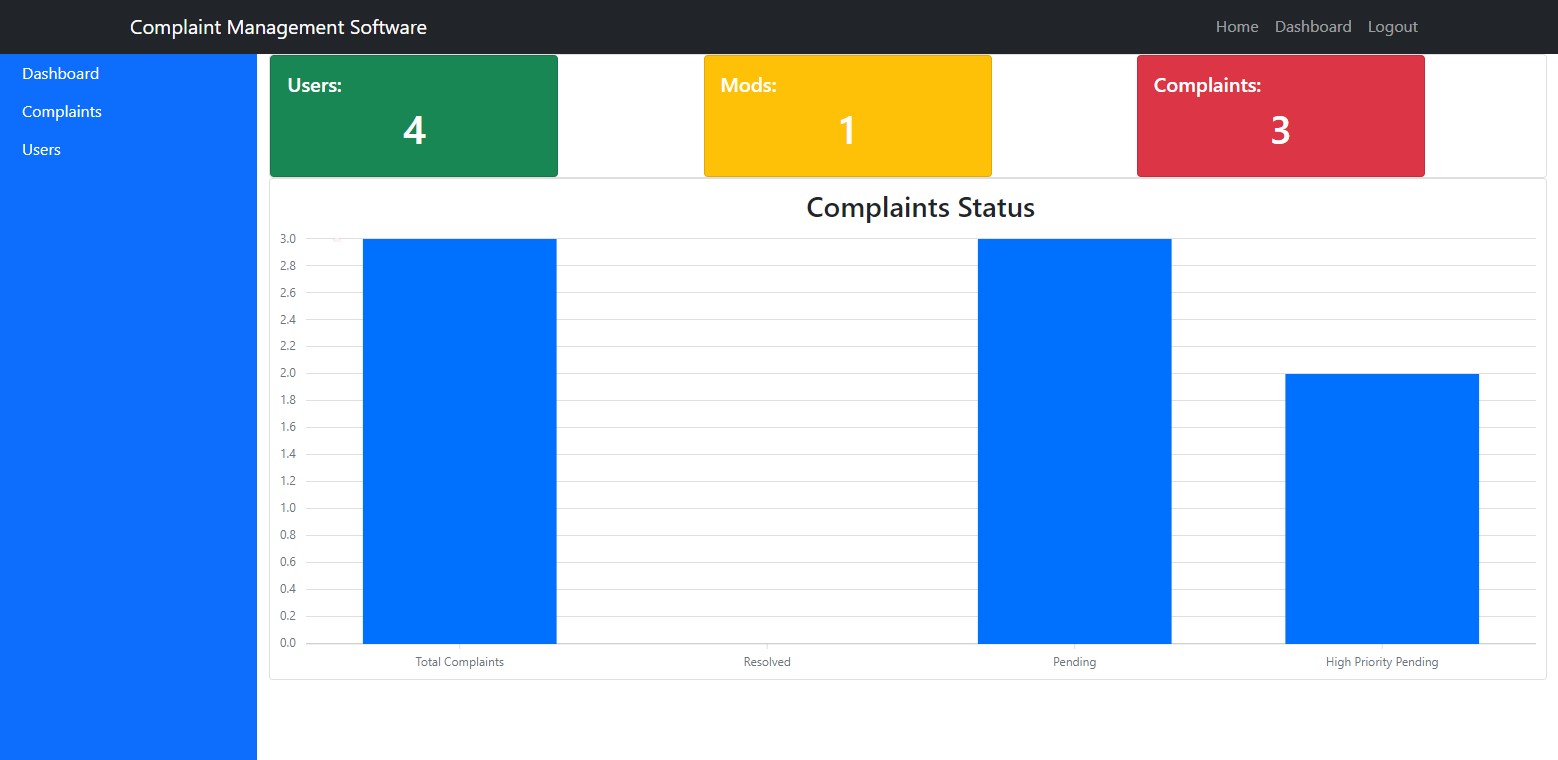 Complaint Management Software
Home Dashboard Logout
Dashboard
Complaints
Users
Users:
4
Mods:
1
Complaints:
3
Complaints Status
3.0
2.8
2.6
2.4
2.2
2.0
1.8
1.6
1.4
1.2
1.0
0.8
0.6
0.4
0.2
0.0
Total Complaints Resolved Pending High Priority Pending